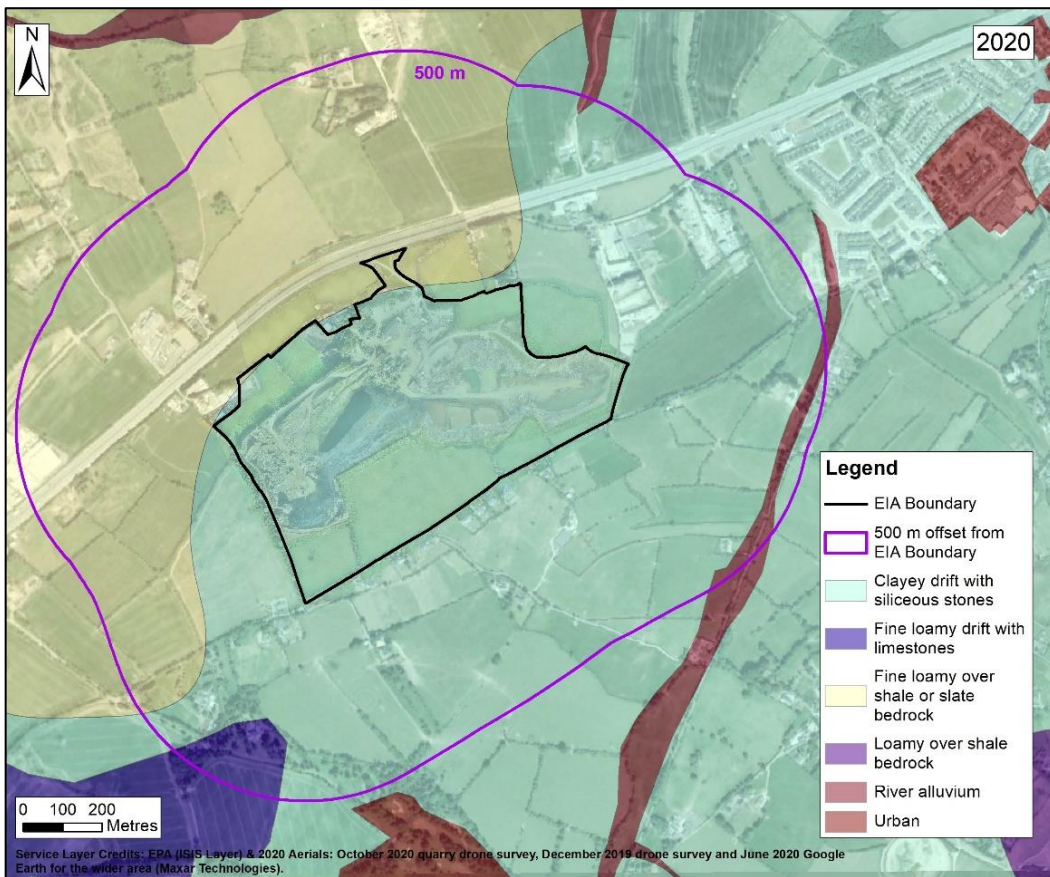 N
500 m
2020
Legend
EIA Boundary
500 m offset from
EIA Boundary
Clayey drift with
siliceous stones
Fine loamy drift with
limestones
Fine loamy over
shale or slate
bedrock
Loamy over shale
bedrock
River alluvium
Urban
0 100 200
Metres
Service Layer Credits: EPA (ISIS Layer) & 2020 Aerials: October 2020 quarry drone survey, December 2019 drone survey and June 2020 Google
Earth for the wider area (Maxar Technologies).